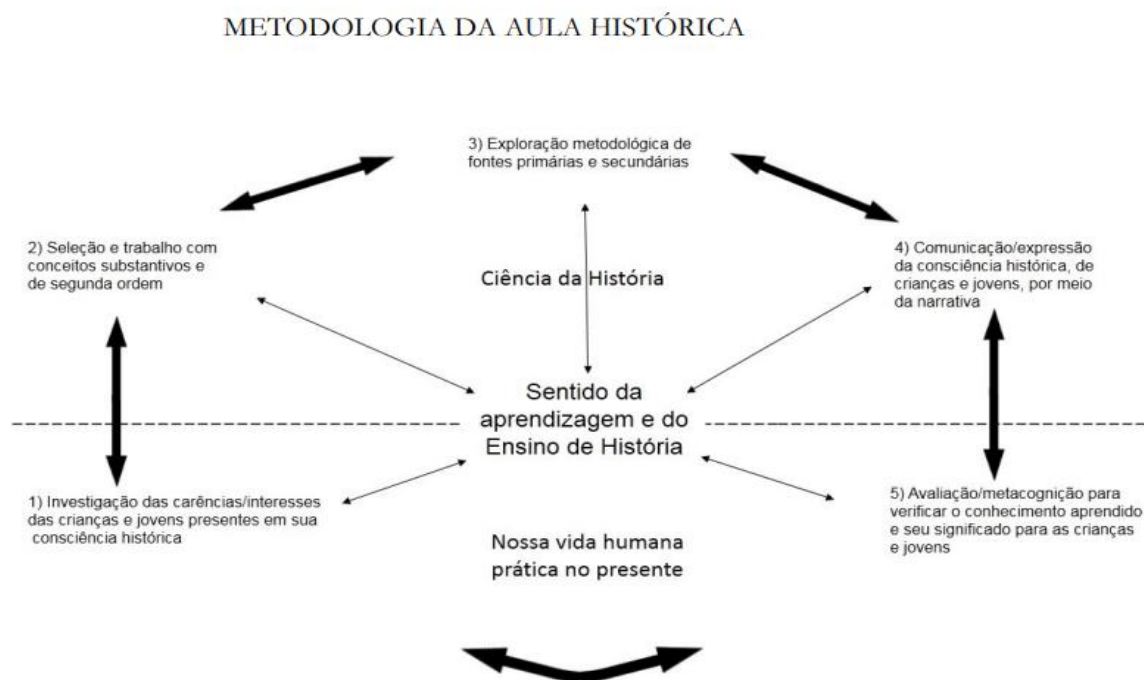 METODOLOGIA DA AULA HISTÓRICA
3) Exploração metodológica de
fontes primárias e secundárias
2) Seleção e trabalho com
conceitos substantivos e
de segunda ordem
4) Comunicação/expressão
da consciência histórica, de
crianças e jovens, por meio
da narrativa
Ciência da História
Sentido da
aprendizagem e do
Ensino de História
1) Investigação das carências/interesses
das crianças e jovens presentes em sua
consciência histórica
5) Avaliação/metacognição para
verificar o conhecimento aprendido
e seu significado para as crianças
e jovens
Nossa vida humana
prática no presente